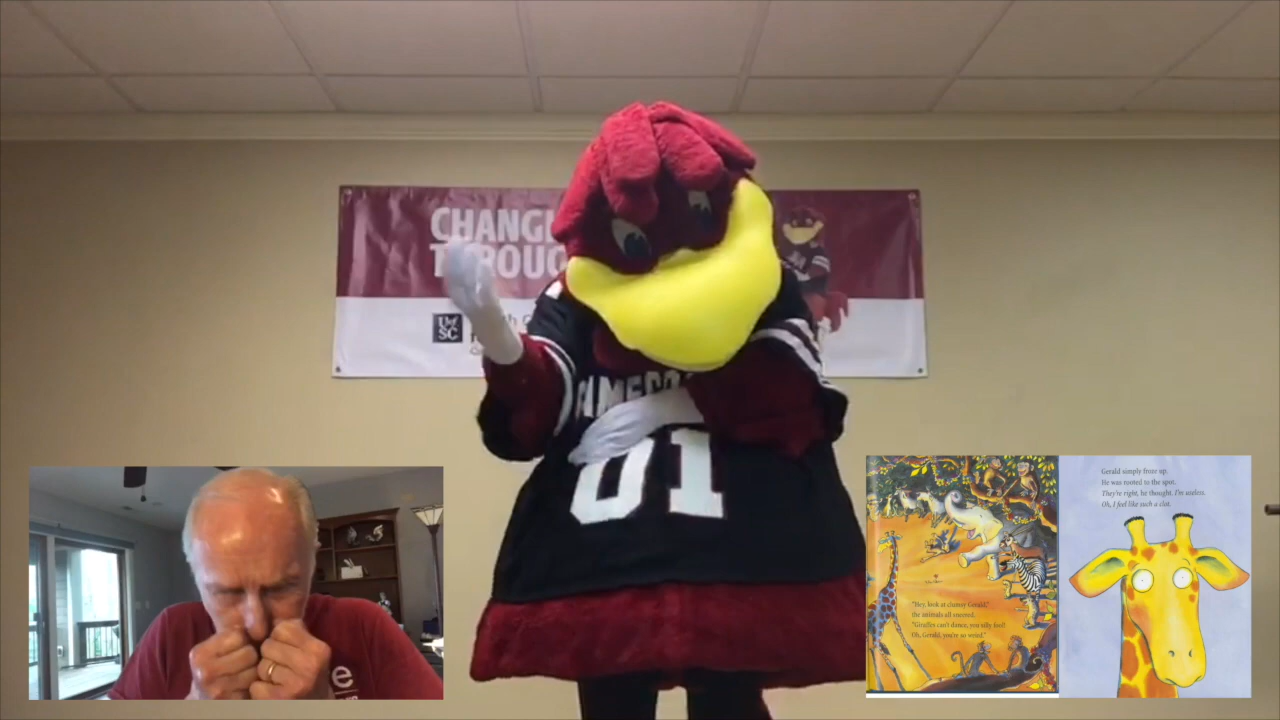 CHANG
THROUG
U of
SC
GAMECO
01
e
"Hey, look at clumsy Gerald,"
the animals all sneered.
"Giraffes can't dance, you silly fool!
Oh, Gerald, you're so weird."
Gerald simply froze up.
He was rooted to the spot.
They're right, he thought. I'm useless.
Oh, I feel like such a clot.